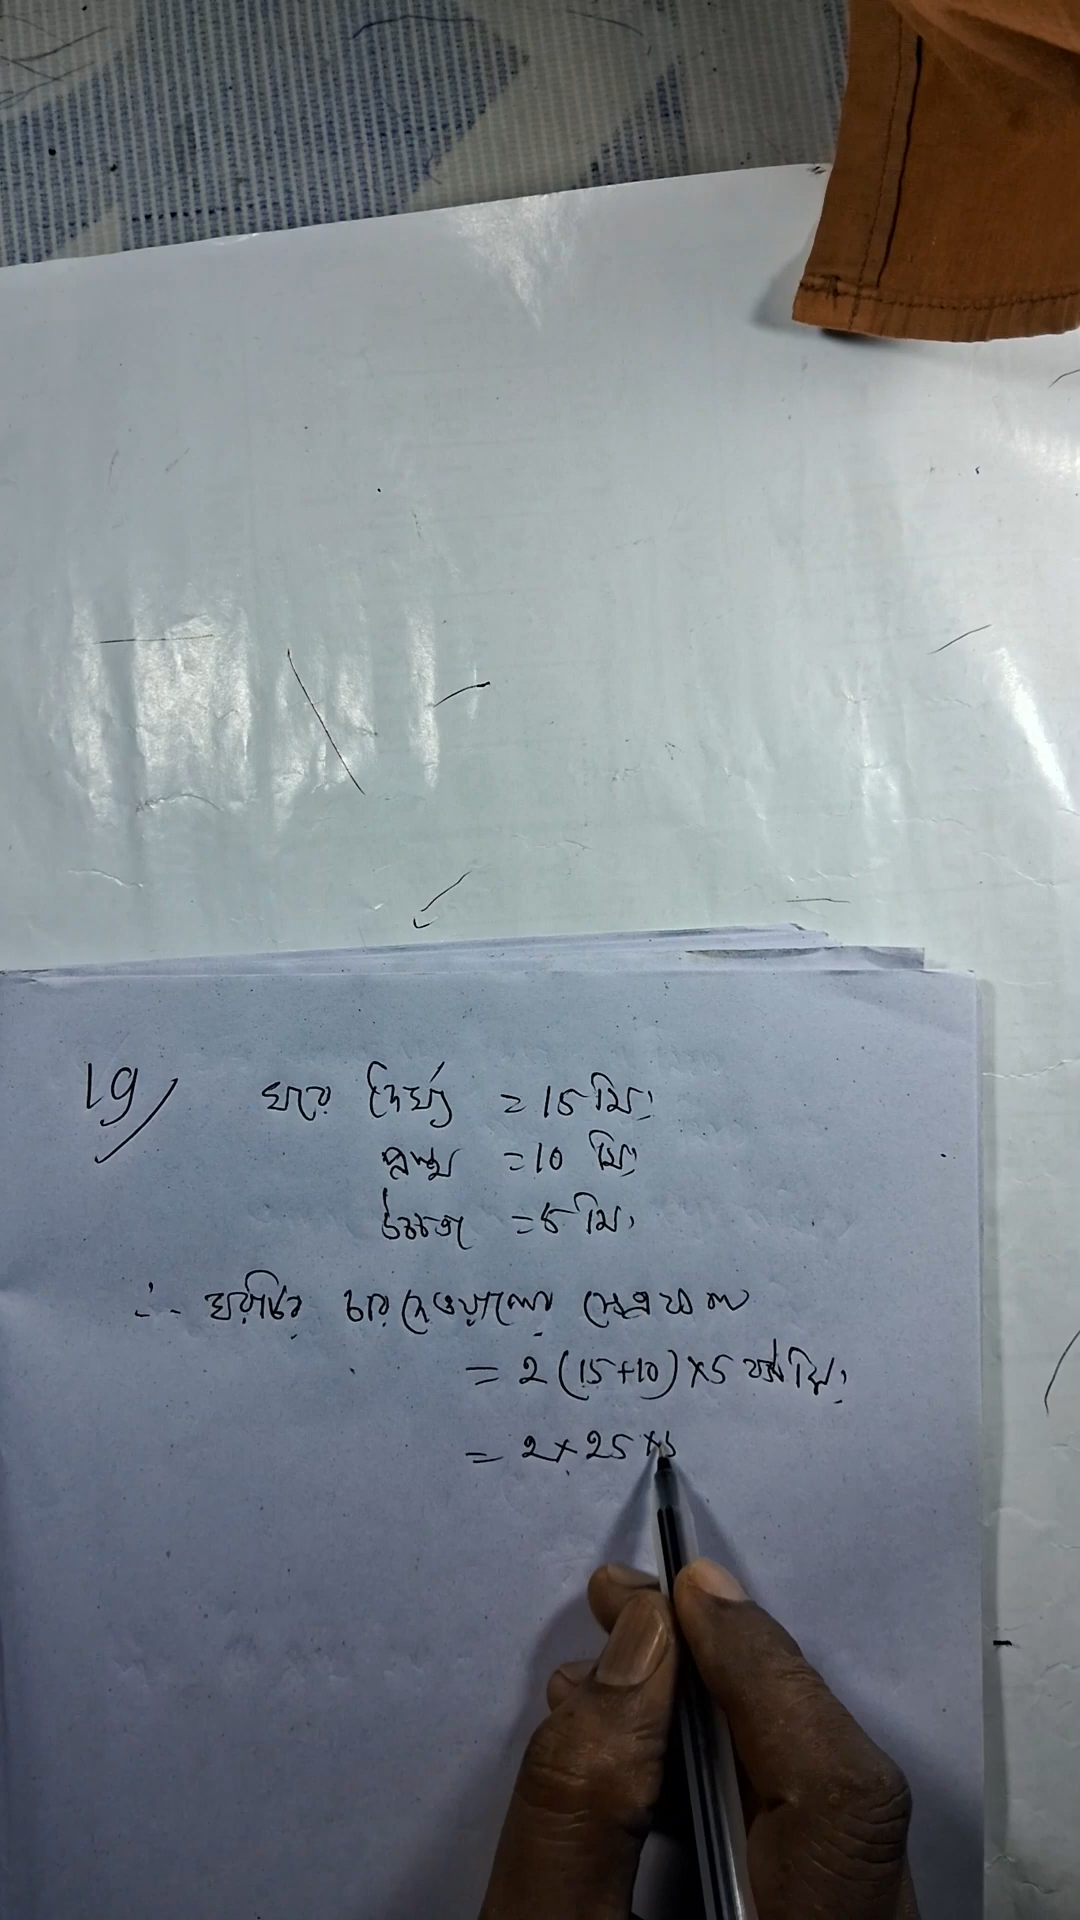 19/ ঘরের দৈর্ঘ্য = 15 মি।
প্রস্থ = 10 মি।
উচ্চতা = 5 মি।
∴ ঘরটির চার দেওয়ালের ক্ষেত্রফল
= 2 (15+10) × 5 বর্গমি।
= 2 × 25 × 5